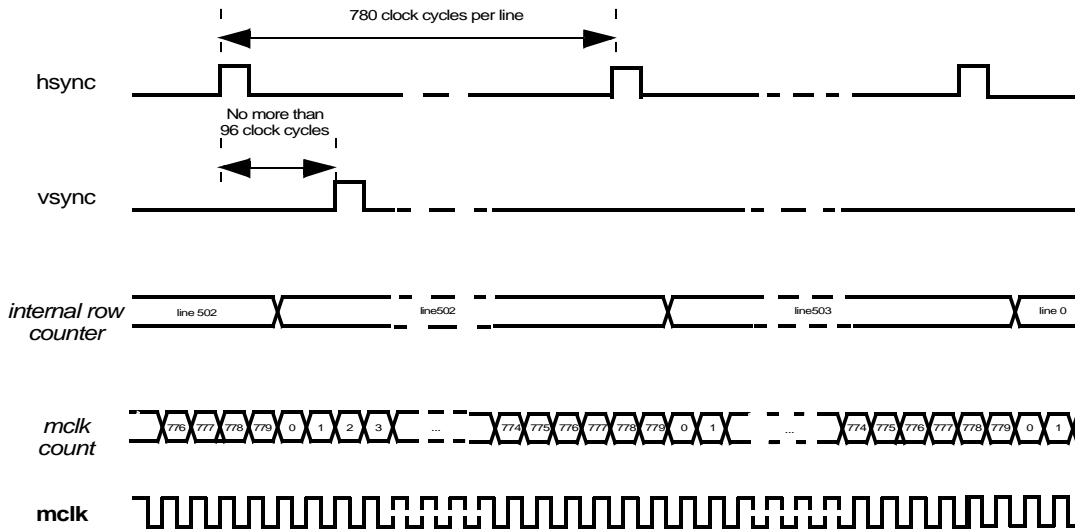 780 clock cycles per line
hsync
No more than
96 clock cycles
vsync
internal row
counter
line 502
line502
line503
line 0
mclk
count
776 777 778 779 0 1 2 3 ... 774 775 776 777 778 779 0 1 ... 774 775 776 777 778 779 0 1
mclk